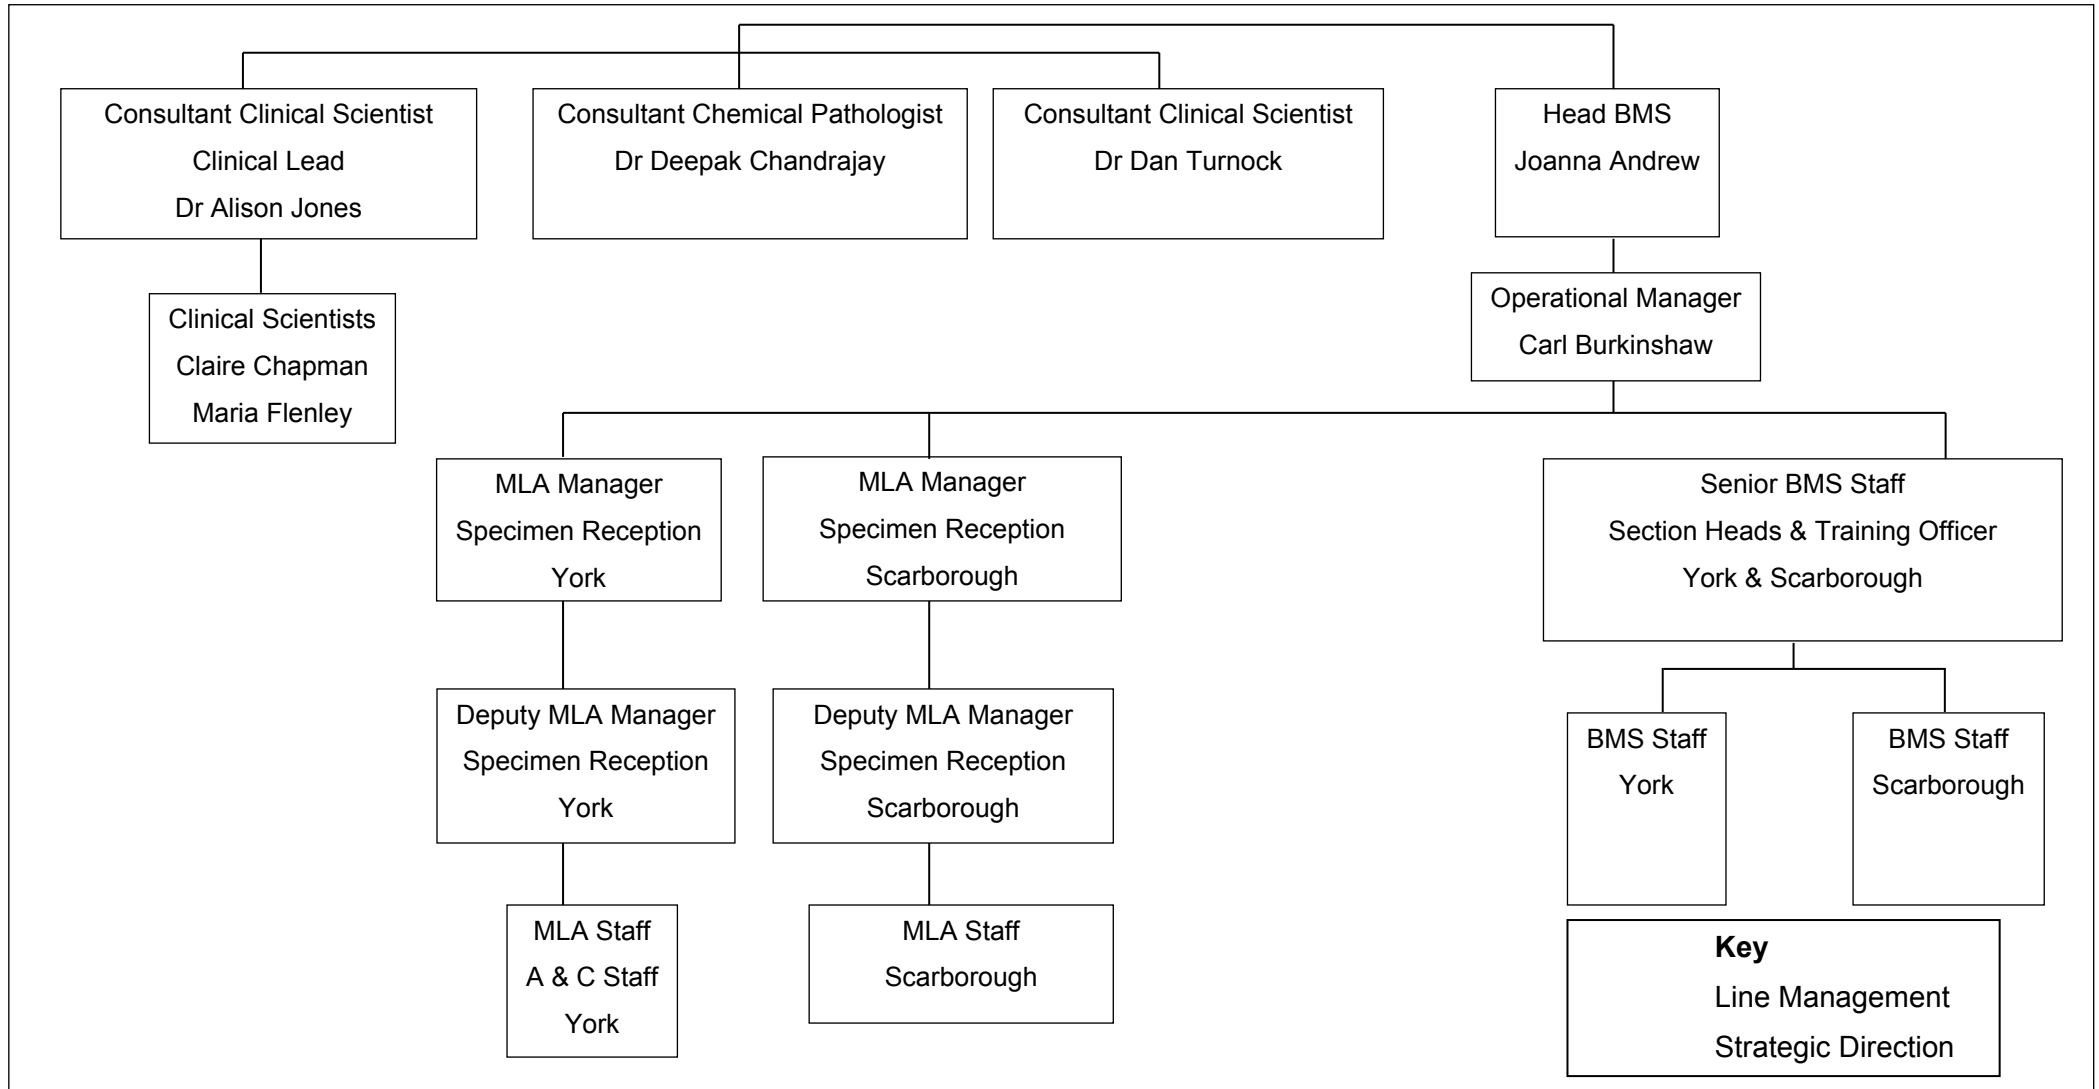 Consultant Clinical Scientist
Clinical Lead
Dr Alison Jones
Consultant Chemical Pathologist
Dr Deepak Chandrajay
Consultant Clinical Scientist
Dr Dan Turnock
Head BMS
Joanna Andrew
Clinical Scientists
Claire Chapman
Maria Flenley
Operational Manager
Carl Burkinshaw
MLA Manager
Specimen Reception
York
MLA Manager
Specimen Reception
Scarborough
Senior BMS Staff
Section Heads & Training Officer
York & Scarborough
Deputy MLA Manager
Specimen Reception
York
Deputy MLA Manager
Specimen Reception
Scarborough
BMS Staff
York
BMS Staff
Scarborough
MLA Staff
A & C Staff
York
MLA Staff
Scarborough
Key
Line Management
Strategic Direction